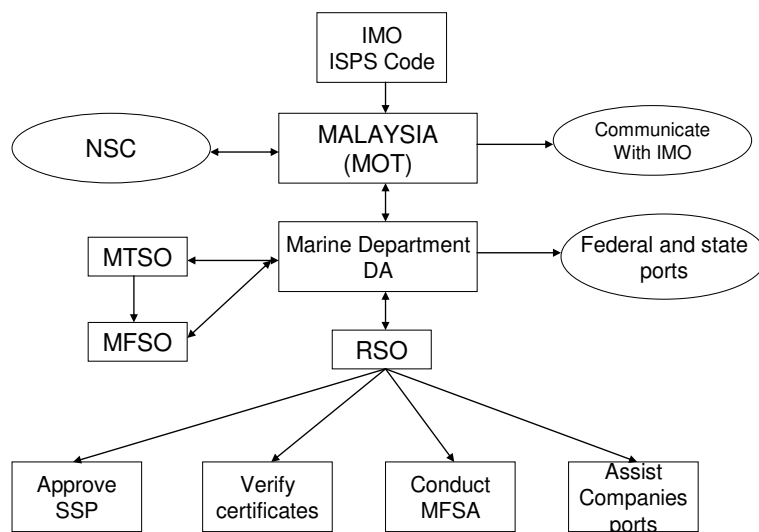 IMO
ISPS Code
NSC
MALAYSIA
(MOT)
Communicate
With IMO
MTSO
Marine Department
DA
Federal and state
ports
MFSO
RSO
Approve
SSP
Verify
certificates
Conduct
MFSA
Assist
Companies
ports